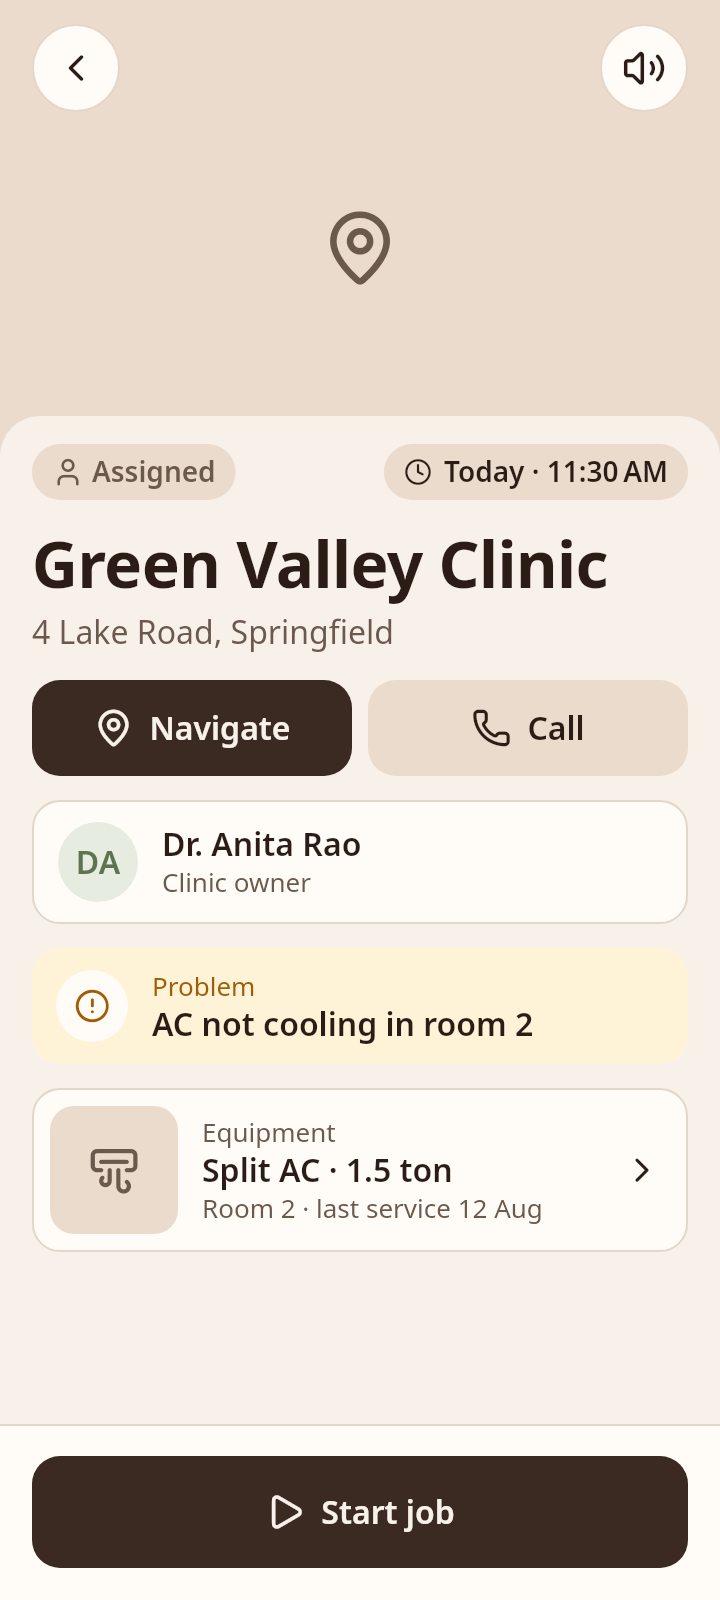 Assigned
Today · 11:30 AM
Green Valley Clinic
4 Lake Road, Springfield
Navigate
Call
DA
Dr. Anita Rao
Clinic owner
Problem
AC not cooling in room 2
Equipment
Split AC · 1.5 ton
Room 2 · last service 12 Aug
Start job